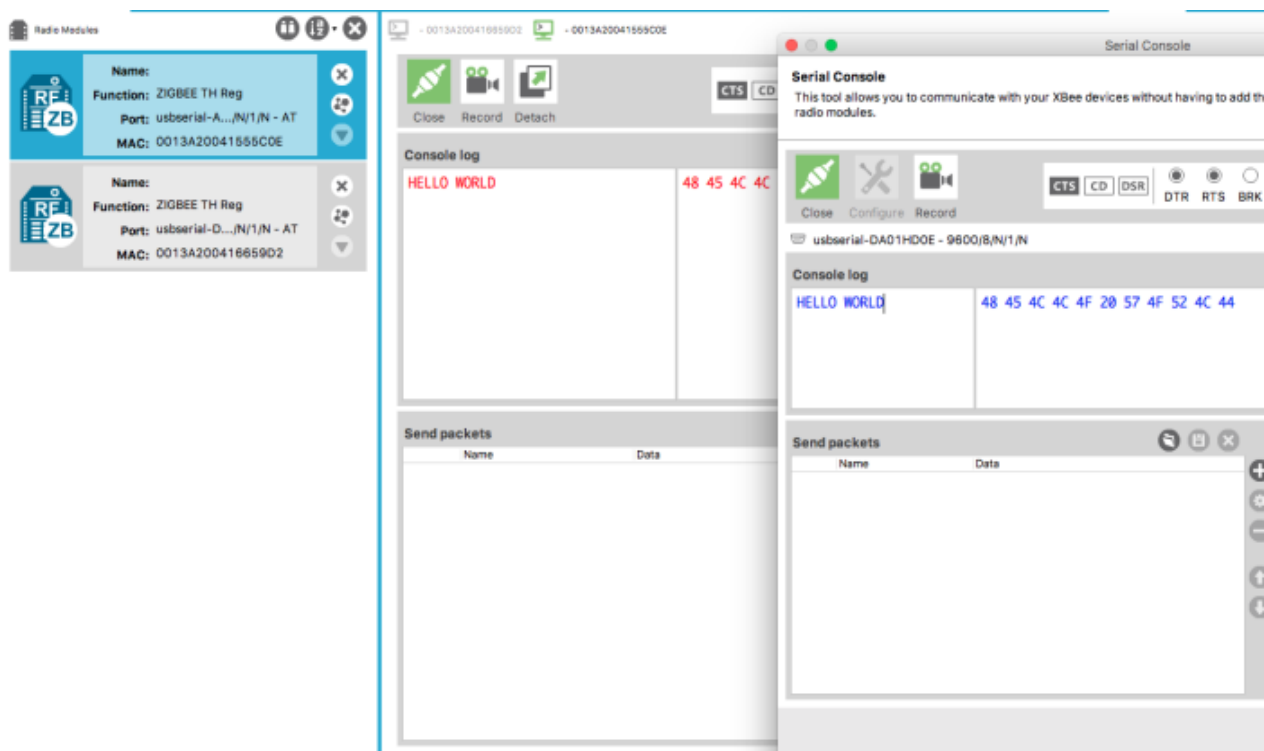 Radio Modules
RF
ZB
Name:
Function: ZIGBEE TH Reg
Port: usbserial-A.../N/1/N - AT
MAC: 0013A20041555C0E
RF
ZB
Name:
Function: ZIGBEE TH Reg
Port: usbserial-D.../N/1/N - AT
MAC: 0013A200416659D2
- 0013A200416659D2
- 0013A20041555C0E
Close Record Detach
CTS CD
Console log
HELLO WORLD 48 45 4C 4C
Send packets
Name Data
Serial Console
Serial Console
This tool allows you to communicate with your XBee devices without having to add th
radio modules.
Close Configure Record
CTS CD DSR DTR RTS BRK
usbserial-DA01HD0E - 9600/8/N/1/N
Console log
HELLO WORLD 48 45 4C 4C 4F 20 57 4F 52 4C 44
Send packets
Name Data